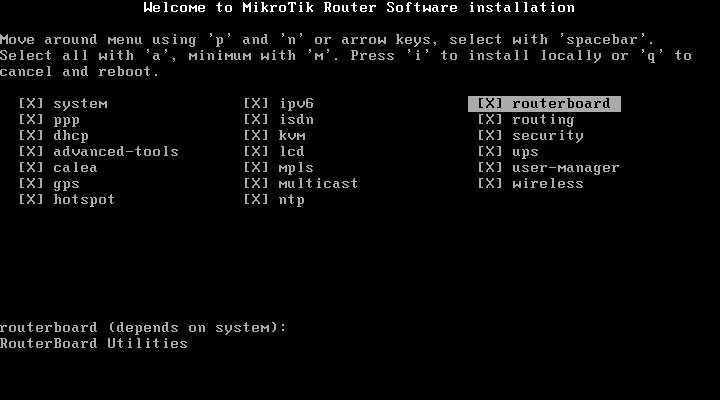 Welcome to MikroTik Router Software installation
Move around menu using 'p' and 'n' or arrow keys, select with 'spacebar'.
Select all with 'a', minimum with 'm'. Press 'i' to install locally or 'q' to
cancel and reboot.
[X] system [X] ipv6 [X] routerboard
[X] ppp [X] isdn [X] routing
[X] dhcp [X] kvm [X] security
[X] advanced-tools [X] lcd [X] ups
[X] calea [X] mpls [X] user-manager
[X] gps [X] multicast [X] wireless
[X] hotspot [X] ntp
routerboard (depends on system):
RouterBoard Utilities